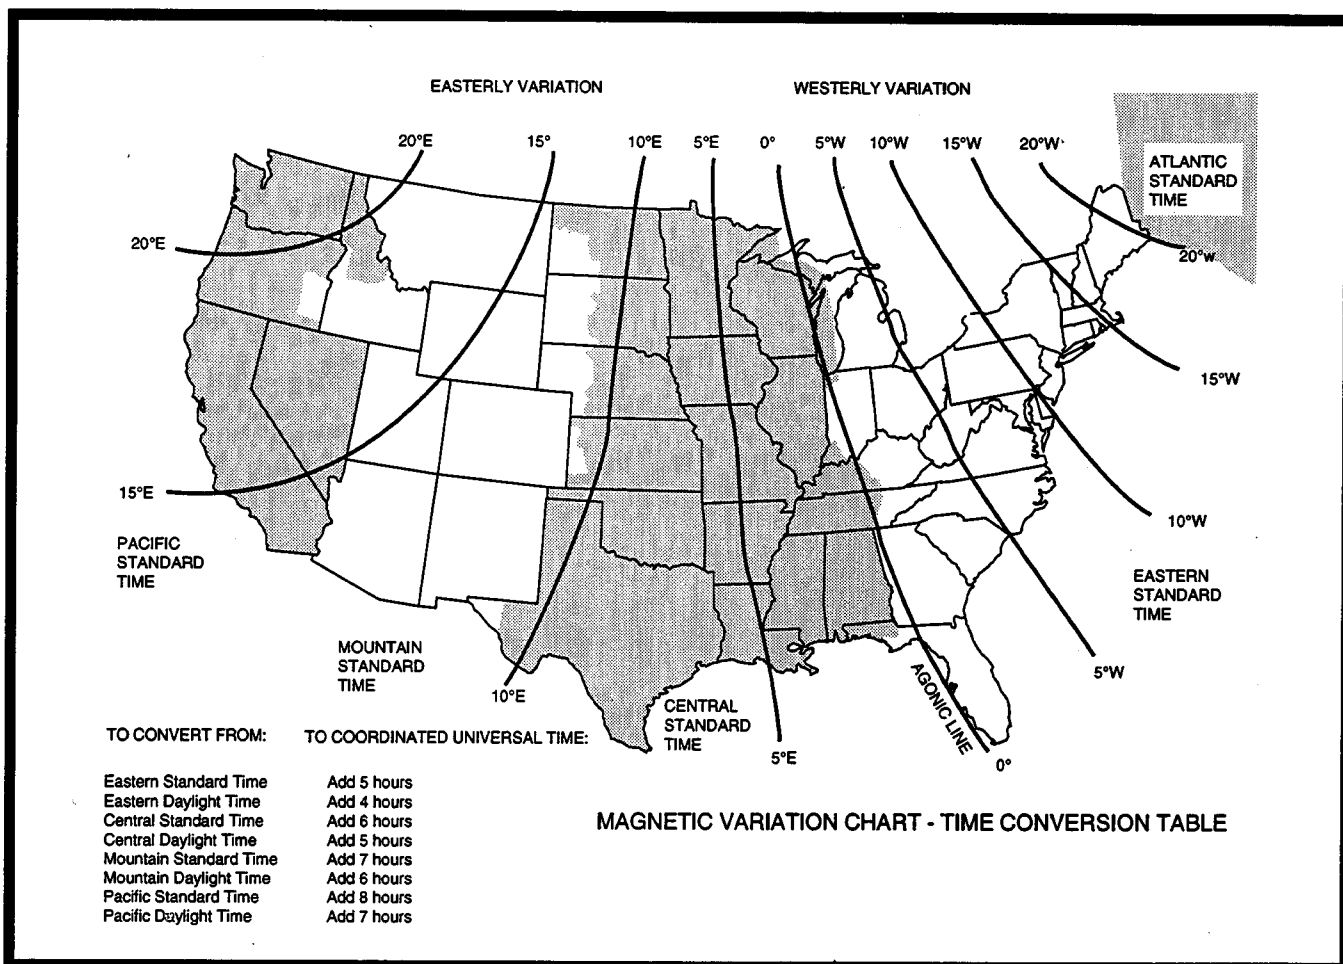 EASTERLY VARIATION
WESTERLY VARIATION
20°E
15°
10°E
5°E
0°
5°W
10°W
15°W
20°W
ATLANTIC
STANDARD
TIME
20°E
20°W
15°W
15°E
10°W
PACIFIC
STANDARD
TIME
EASTERN
STANDARD
TIME
MOUNTAIN
STANDARD
TIME
10°E
5°W
AGONIC LINE
CENTRAL
STANDARD
TIME
5°E
0°
TO CONVERT FROM: TO COORDINATED UNIVERSAL TIME:
Eastern Standard Time Add 5 hours
Eastern Daylight Time Add 4 hours
Central Standard Time Add 6 hours
Central Daylight Time Add 5 hours
Mountain Standard Time Add 7 hours
Mountain Daylight Time Add 6 hours
Pacific Standard Time Add 8 hours
Pacific Daylight Time Add 7 hours
MAGNETIC VARIATION CHART - TIME CONVERSION TABLE